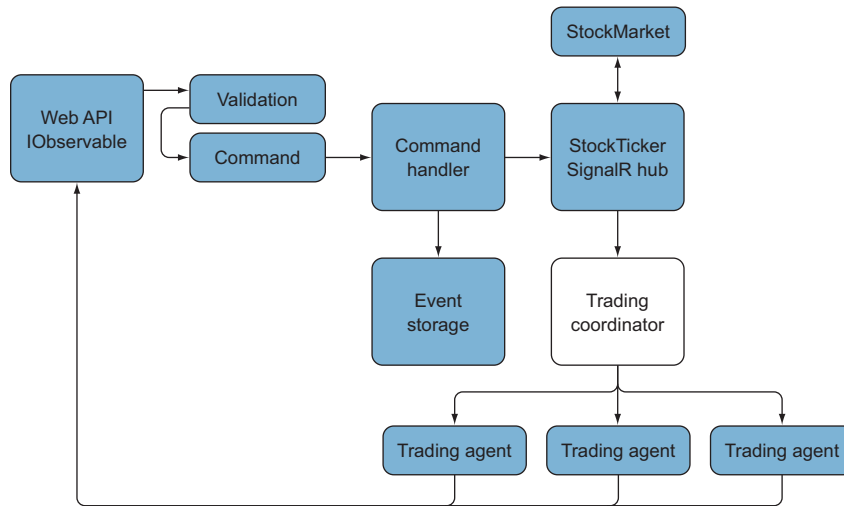 StockMarket
Web API
IObservable
Validation
Command
Command
handler
StockTicker
SignalR hub
Event
storage
Trading
coordinator
Trading agent
Trading agent
Trading agent